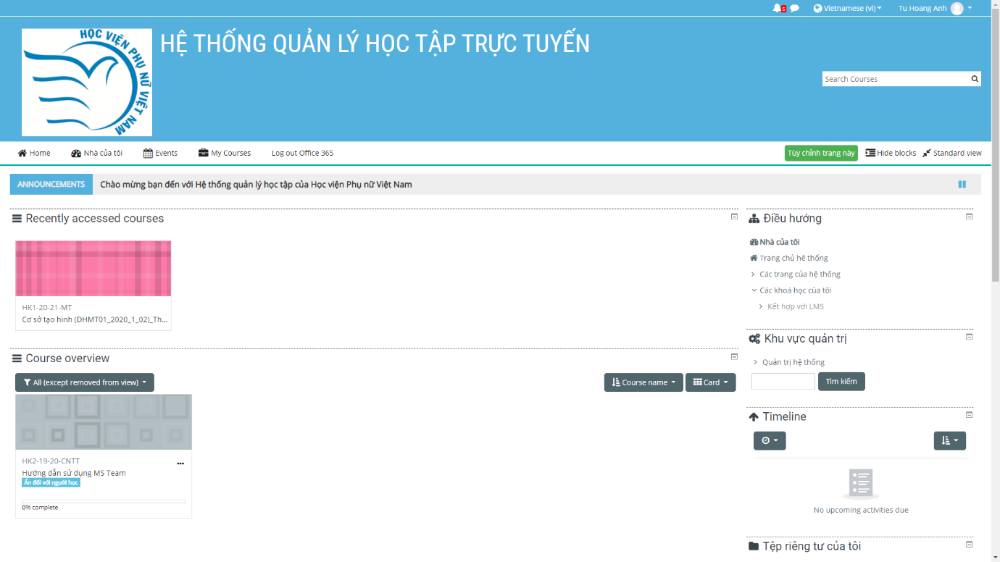 5
Vietnamese (vi)
Tu Hoang Anh
HỌC VIỆN PHỤ NỮ VIỆT NAM
HỆ THỐNG QUẢN LÝ HỌC TẬP TRỰC TUYẾN
Search Courses
Home
Nhà của tôi
Events
My Courses
Log out Office 365
Tùy chỉnh trang này
Hide blocks
Standard view
ANNOUNCEMENTS
Chào mừng bạn đến với Hệ thống quản lý học tập của Học viện Phụ nữ Việt Nam
Recently accessed courses
HK1-20-21-MT
Cơ sở tạo hình (DHMT01_2020_1_02)_Th...
Course overview
All (except removed from view)
Course name
Card
HK2-19-20-CNTT
Hướng dẫn sử dụng MS Team
Ẩn đối với người học
0% complete
Điều hướng
Nhà của tôi
Trang chủ hệ thống
Các trang của hệ thống
Các khoá học của tôi
Kết hợp với LMS
Khu vực quản trị
Quản trị hệ thống
Tìm kiếm
Timeline
No upcoming activities due
Tệp riêng tư của tôi